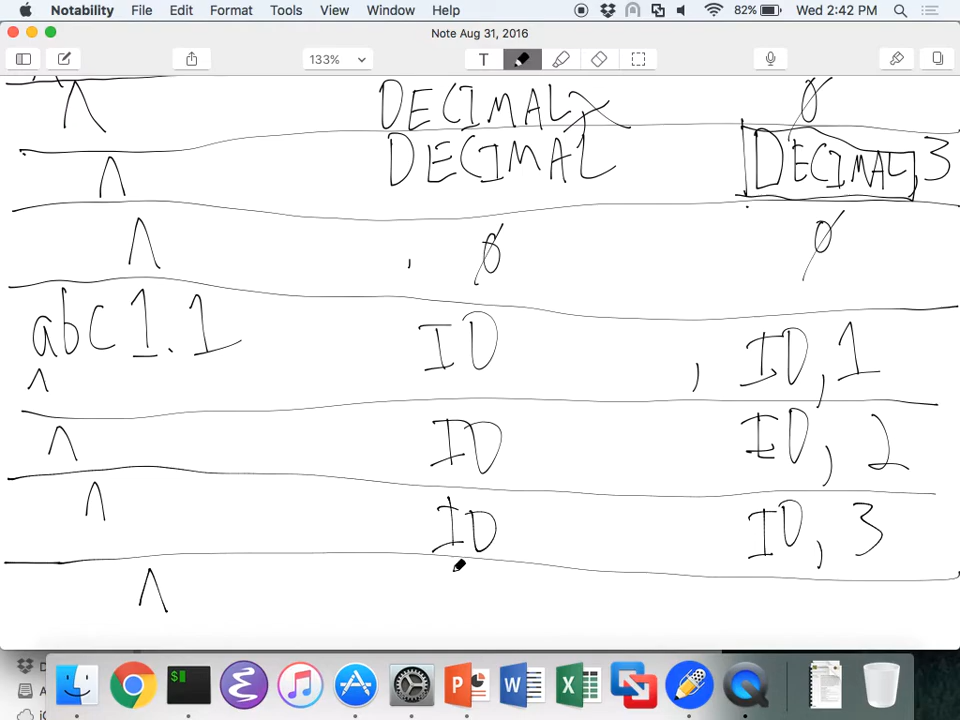 Notability File Edit Format Tools View Window Help 82% Wed 2:42 PM
Note Aug 31, 2016
133% T
^ DECIMAL ∅
^ DECIMAL DECIMAL, 3
^ ∅ ∅
abc1.1 ID , ID, 1
^
^ ID ID, 2
^ ID ID, 3
^
$
P W X